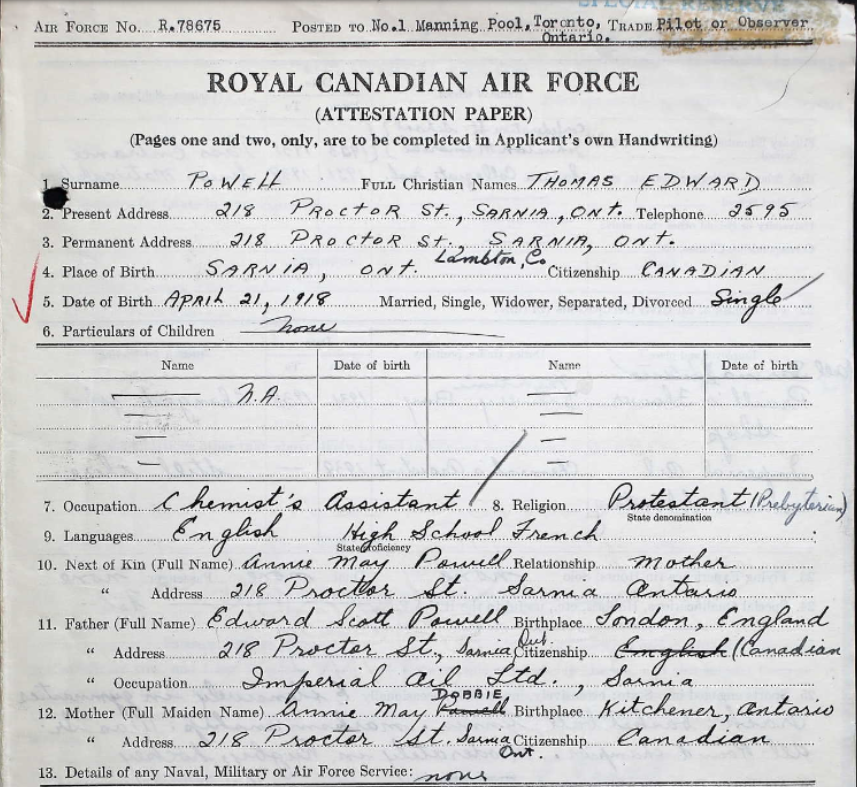 SPECIAL RESERVE
AIR FORCE NO. R.78675 POSTED TO No.1 Manning Pool, Toronto, Ontario. TRADE Pilot or Observer
ROYAL CANADIAN AIR FORCE
(ATTESTATION PAPER)
(Pages one and two, only, are to be completed in Applicant's own Handwriting)
1. Surname POWELL FULL Christian Names THOMAS EDWARD
2. Present Address 218 PROCTOR St., SARNIA, ONT. Telephone 2595
3. Permanent Address 218 PROCTOR St., SARNIA, ONT.
4. Place of Birth SARNIA, ONT. Lambton, Co Citizenship CANADIAN
5. Date of Birth APRIL 21, 1918 Married, Single, Widower, Separated, Divorced Single
6. Particulars of Children none
Name Date of birth Name Date of birth
N.A.
7. Occupation Chemist's Assistant 8. Religion Protestant (Presbyterian)
State denomination
9. Languages English High School French
State proficiency
10. Next of Kin (Full Name) Annie May Powell Relationship Mother
" Address 218 Proctor St. Sarnia Ontario
11. Father (Full Name) Edward Scott Powell Birthplace London, England
" Address 218 Proctor St., Sarnia Ont. Citizenship English (Canadian
" Occupation Imperial Oil Ltd., Sarnia
12. Mother (Full Maiden Name) Annie May Powell DOBBIE Birthplace Kitchener, Ontario
" Address 218 Proctor St. Sarnia Ont. Citizenship Canadian
13. Details of any Naval, Military or Air Force Service: none